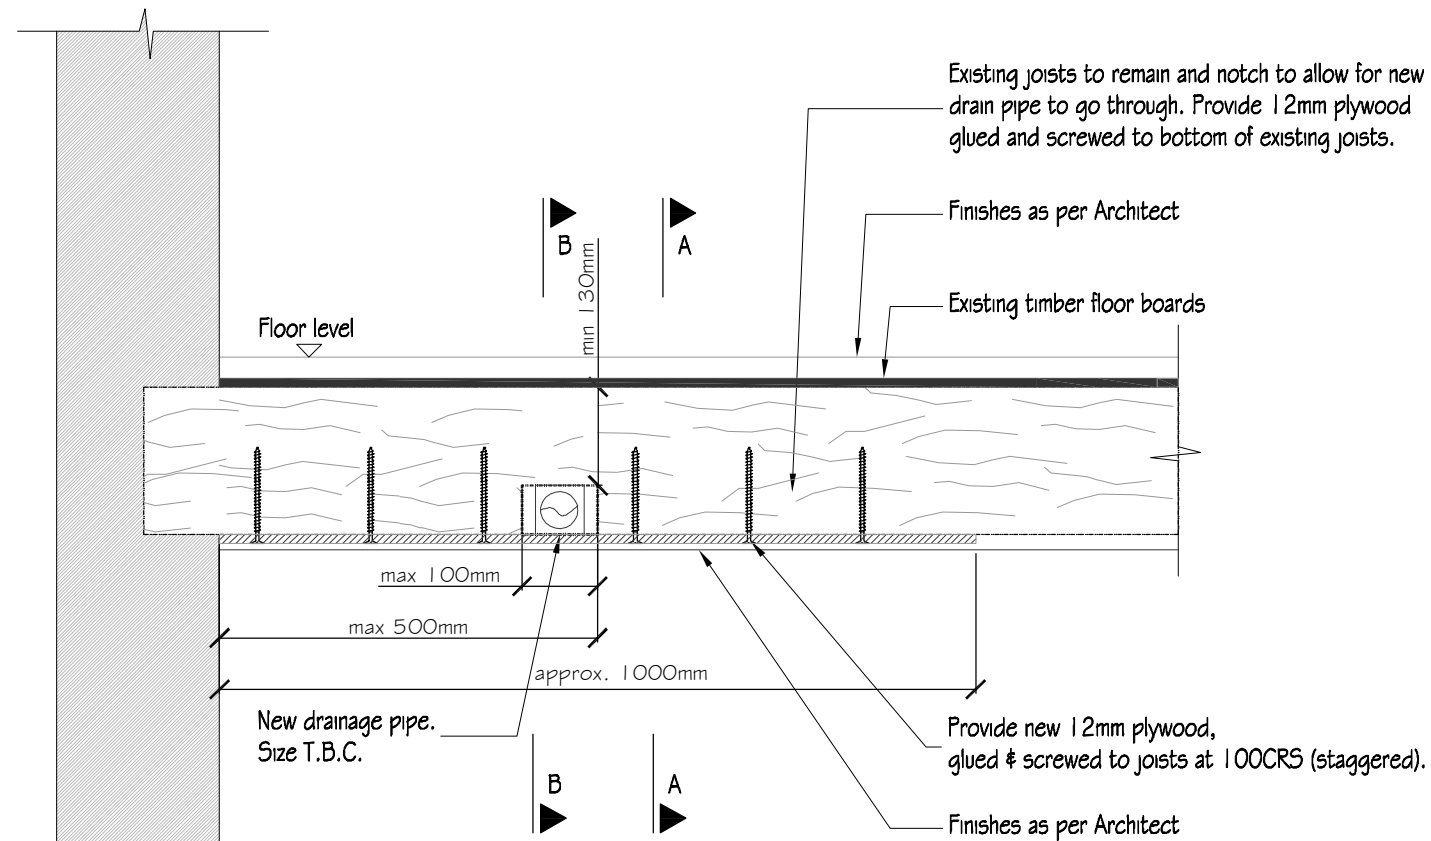 Existing joists to remain and notch to allow for new
drain pipe to go through. Provide 12mm plywood
glued and screwed to bottom of existing joists.
Finishes as per Architect
B
A
min 130mm
Existing timber floor boards
Floor level
max 100mm
max 500mm
approx. 1000mm
New drainage pipe.
Size T.B.C.
Provide new 12mm plywood,
glued & screwed to joists at 100CRS (staggered).
B
A
Finishes as per Architect